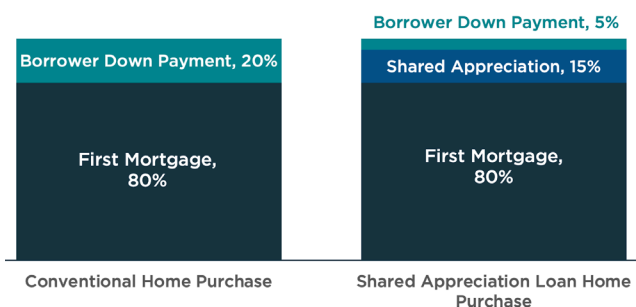 Borrower Down Payment, 20%
First Mortgage,
80%
Conventional Home Purchase
Borrower Down Payment, 5%
Shared Appreciation, 15%
First Mortgage,
80%
Shared Appreciation Loan Home
Purchase